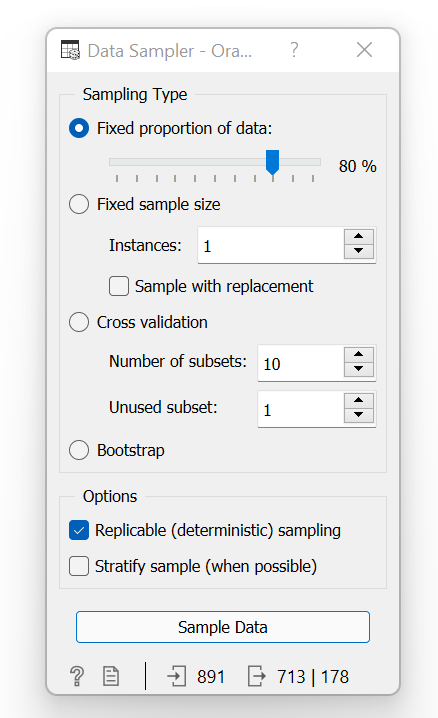 Data Sampler - Ora... ?
Sampling Type
Fixed proportion of data:
80 %
Fixed sample size
Instances: 1
Sample with replacement
Cross validation
Number of subsets: 10
Unused subset: 1
Bootstrap
Options
Replicable (deterministic) sampling
Stratify sample (when possible)
Sample Data
? 891 713 | 178